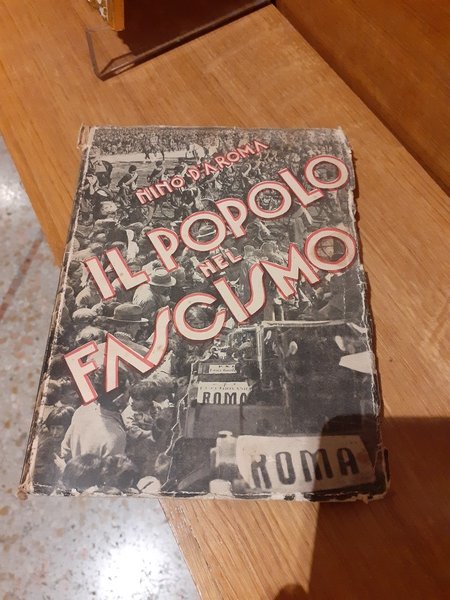 NINO D'AROMA
IL POPOLO
NEL
FASCISMO
ROMA
ROMA